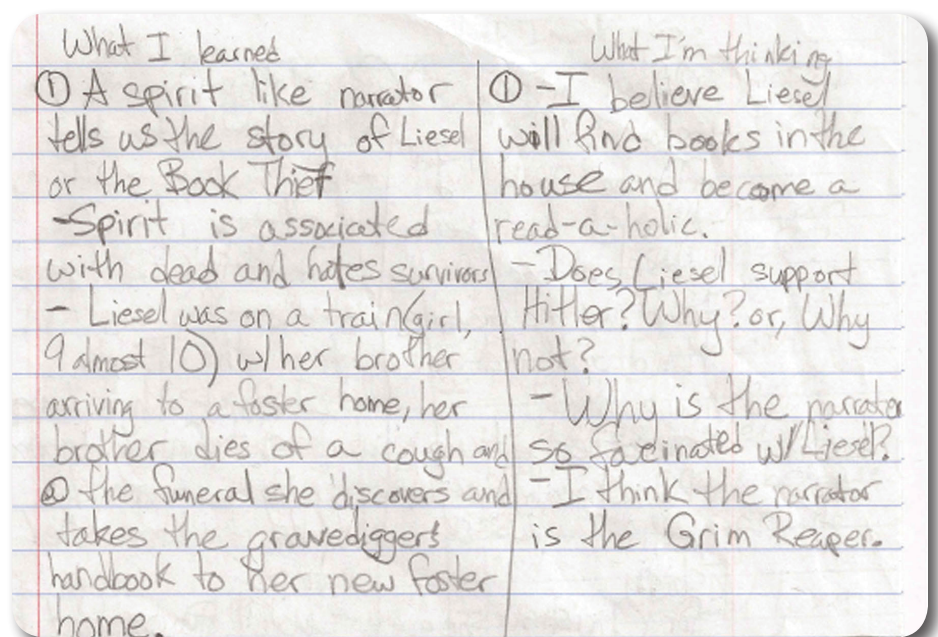 What I learned
① A spirit like narrator
tells us the story of Liesel
or the Book Thief
-Spirit is associated
with dead and hates survivors
- Liesel was on a train(girl,
9 almost 10) w/her brother
arriving to a foster home, her
brother dies of a cough and
@ the funeral she discovers and
takes the gravediggers
handbook to her new foster
home.
What I'm thinking
① -I believe Liesel
will find books in the
house and become a
read-a-holic.
- Does Liesel support
Hitler? Why? or, Why
not?
- Why is the narrator
so facinated w/Liesel?
-I think the narrator
is the Grim Reaper.